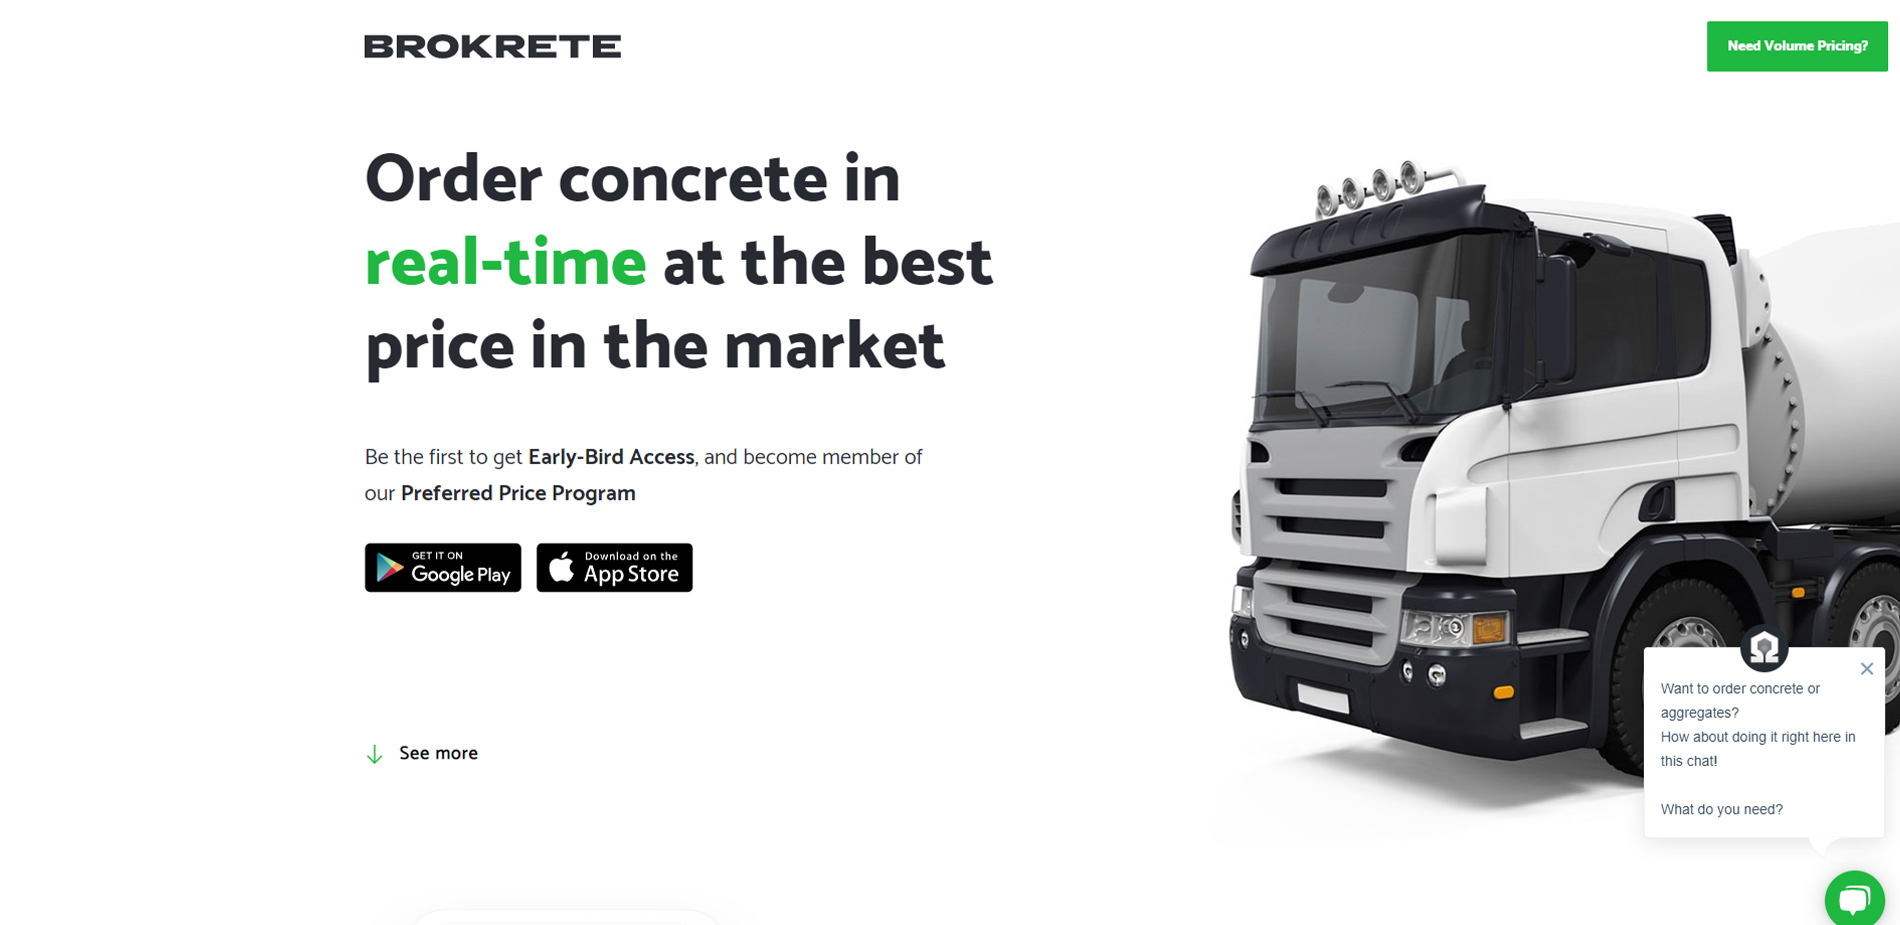 BROKRETE
Need Volume Pricing?
Order concrete in
real-time at the best
price in the market
Be the first to get Early-Bird Access, and become member of
our Preferred Price Program
GET IT ON
Google Play
Download on the
App Store
See more
Want to order concrete or
aggregates?
How about doing it right here in
this chat!
What do you need?